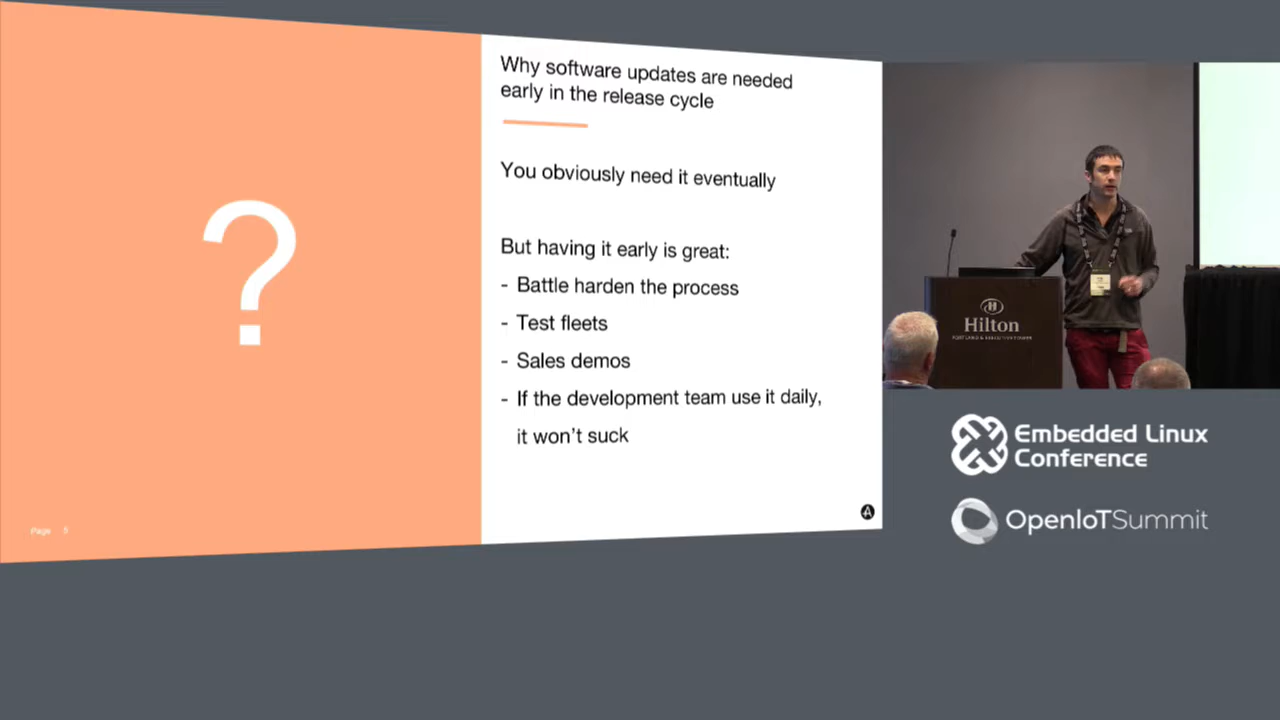 ?
Why software updates are needed
early in the release cycle
You obviously need it eventually
But having it early is great:
- Battle harden the process
- Test fleets
- Sales demos
- If the development team use it daily,
it won't suck
Page 5
A
H
Hilton
Embedded Linux
Conference
OpenIoTSummit